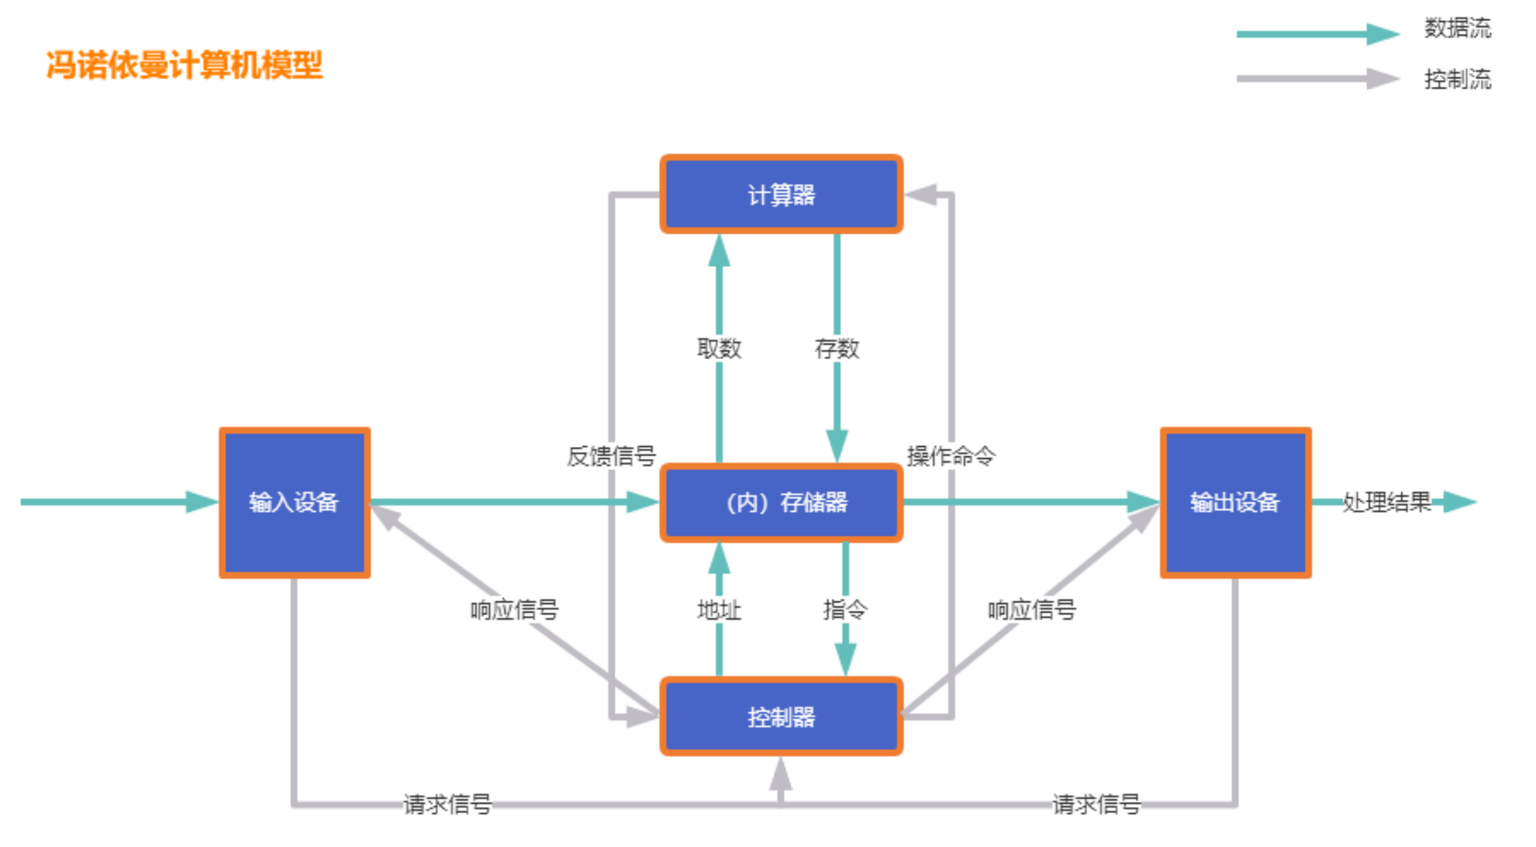 数据流
冯诺依曼计算机模型
控制流
计算器
取数
存数
反馈信号
操作命令
输入设备
（内）存储器
输出设备
处理结果
响应信号
地址
指令
响应信号
控制器
请求信号
请求信号